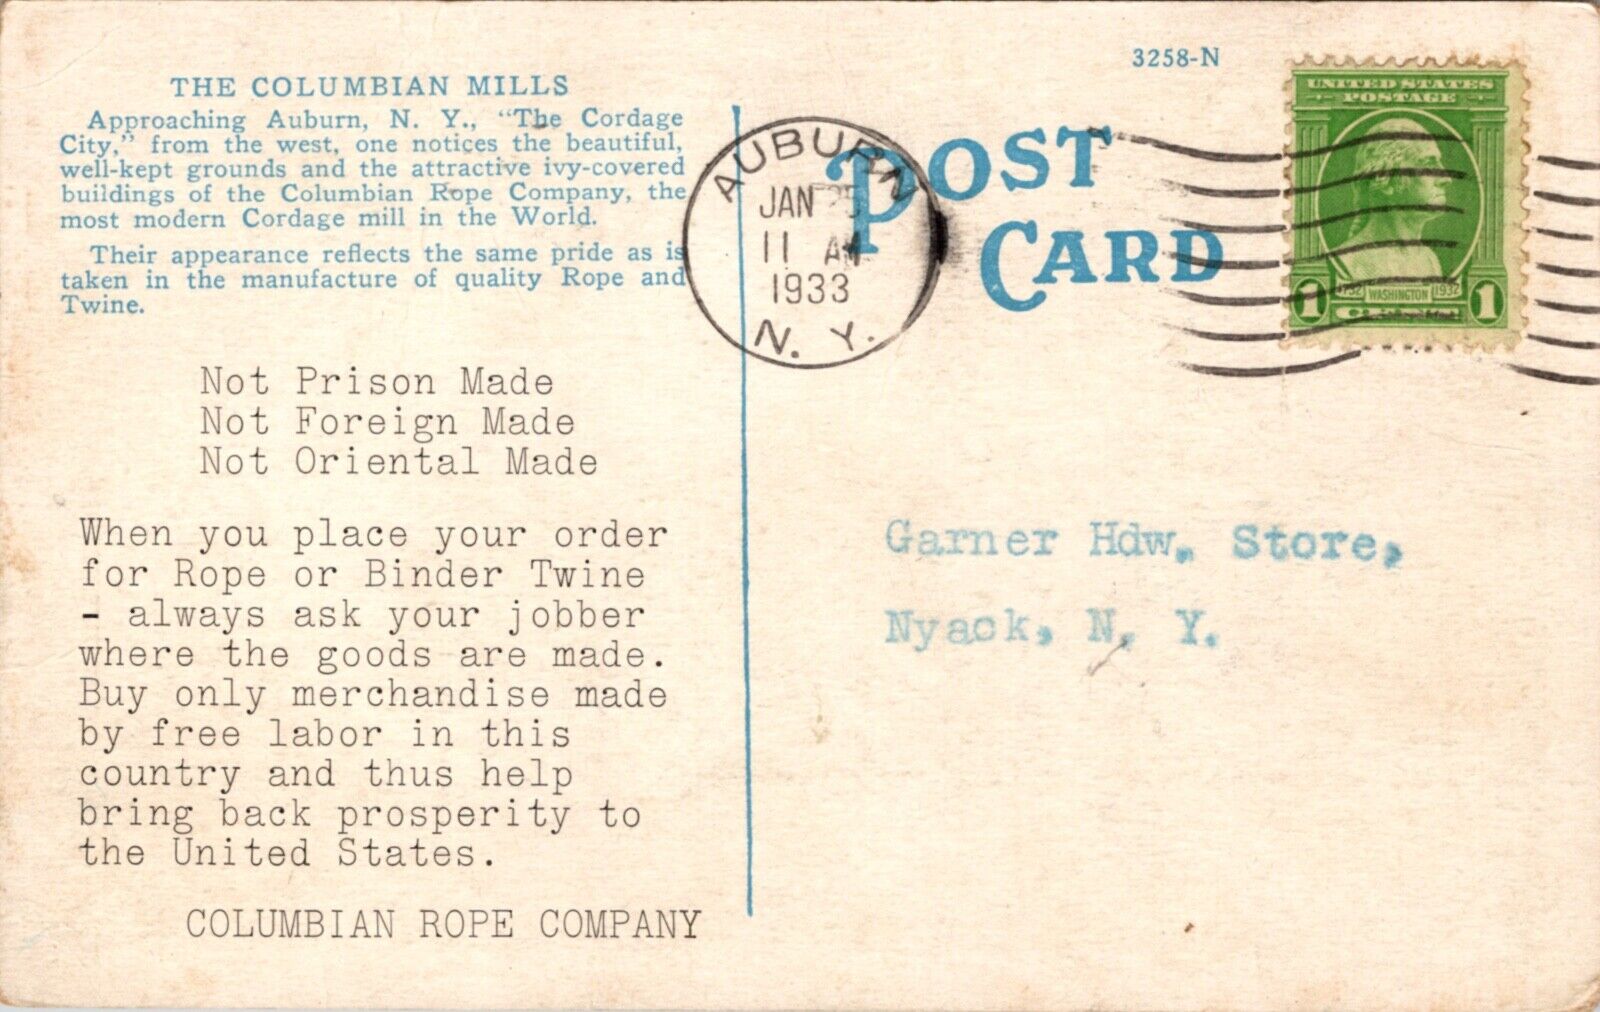 THE COLUMBIAN MILLS
Approaching Auburn, N. Y., "The Cordage
City," from the west, one notices the beautiful,
well-kept grounds and the attractive ivy-covered
buildings of the Columbian Rope Company, the
most modern Cordage mill in the World.
Their appearance reflects the same pride as is
taken in the manufacture of quality Rope and
Twine.
Not Prison Made
Not Foreign Made
Not Oriental Made
When you place your order
for Rope or Binder Twine
- always ask your jobber
where the goods are made.
Buy only merchandise made
by free labor in this
country and thus help
bring back prosperity to
the United States.
COLUMBIAN ROPE COMPANY
AUBURN
JAN 25
11 AM
1933
N. Y.
3258-N
POST
CARD
UNITED STATES
POSTAGE
1732 WASHINGTON 1932
1 1
Garner Hdw. Store,
Nyack, N. Y.